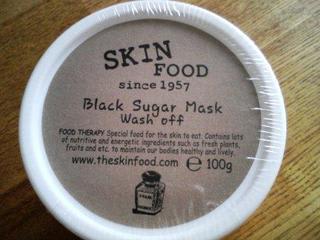 SKIN
FOOD
since 1957
Black Sugar Mask
Wash off
FOOD THERAPY Special food for the skin to eat. Contains lots
of nutritive and energetic ingredients such as fresh plants,
fruits and etc. to maintain our bodies healthy and lively.
www.theskinfood.com ℮ 100g